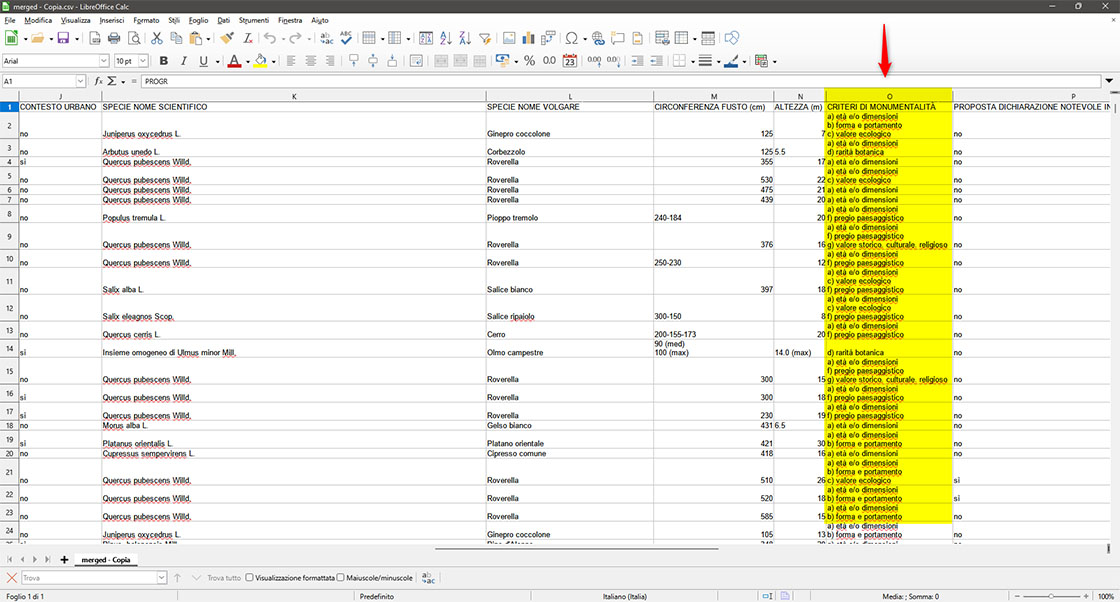 merged - Copia.csv - LibreOffice Calc
File Modifica Visualizza Inserisci Formato Stili Foglio Dati Strumenti Finestra Aiuto
Arial 10 pt
A1 PROGR
J K L M N O P
1 CONTESTO URBANO SPECIE NOME SCIENTIFICO SPECIE NOME VOLGARE CIRCONFERENZA FUSTO (cm) ALTEZZA (m) CRITERI DI MONUMENTALITÀ PROPOSTA DICHIARAZIONE NOTEVOLE IN
a) età e/o dimensioni
b) forma e portamento
2 no Juniperus oxycedrus L. Ginepro coccolone 125 7 c) valore ecologico no
a) età e/o dimensioni
3 no Arbutus unedo L. Corbezzolo 125 5.5 d) rarità botanica no
4 si Quercus pubescens Willd. Roverella 355 17 a) età e/o dimensioni no
a) età e/o dimensioni
5 no Quercus pubescens Willd. Roverella 530 22 c) valore ecologico no
6 no Quercus pubescens Willd. Roverella 475 21 a) età e/o dimensioni no
7 no Quercus pubescens Willd. Roverella 439 20 a) età e/o dimensioni no
a) età e/o dimensioni
8 no Populus tremula L. Pioppo tremolo 240-184 20 f) pregio paesaggistico no
a) età e/o dimensioni
f) pregio paesaggistico
9 no Quercus pubescens Willd. Roverella 376 16 g) valore storico, culturale, religioso no
a) età e/o dimensioni
10 no Quercus pubescens Willd. Roverella 250-230 12 f) pregio paesaggistico no
a) età e/o dimensioni
c) valore ecologico
11 no Salix alba L. Salice bianco 397 18 f) pregio paesaggistico no
a) età e/o dimensioni
c) valore ecologico
12 no Salix eleagnos Scop. Salice ripaiolo 300-150 8 f) pregio paesaggistico no
a) età e/o dimensioni
13 no Quercus cerris L. Cerro 200-155-173 20 f) pregio paesaggistico no
90 (med)
14 si Insieme omogeneo di Ulmus minor Mill. Olmo campestre 100 (max) 14.0 (max) d) rarità botanica no
a) età e/o dimensioni
f) pregio paesaggistico
15 no Quercus pubescens Willd. Roverella 300 15 g) valore storico, culturale, religioso no
a) età e/o dimensioni
16 si Quercus pubescens Willd. Roverella 300 18 f) pregio paesaggistico no
a) età e/o dimensioni
17 si Quercus pubescens Willd. Roverella 230 19 f) pregio paesaggistico no
18 no Morus alba L. Gelso bianco 431 6.5 a) età e/o dimensioni no
a) età e/o dimensioni
19 si Platanus orientalis L. Platano orientale 421 30 b) forma e portamento no
20 no Cupressus sempervirens L. Cipresso comune 418 16 a) età e/o dimensioni no
a) età e/o dimensioni
b) forma e portamento
21 no Quercus pubescens Willd. Roverella 510 26 c) valore ecologico si
a) età e/o dimensioni
22 no Quercus pubescens Willd. Roverella 520 18 b) forma e portamento si
a) età e/o dimensioni
23 no Quercus pubescens Willd. Roverella 585 15 b) forma e portamento no
a) età e/o dimensioni
24 no Juniperus oxycedrus L. Ginepro coccolone 105 13 b) forma e portamento no
merged - Copia
Trova Trova tutto Visualizzazione formattata Maiuscole/minuscole
Foglio 1 di 1 Predefinito Italiano (Italia) Media: ; Somma: 0 100%